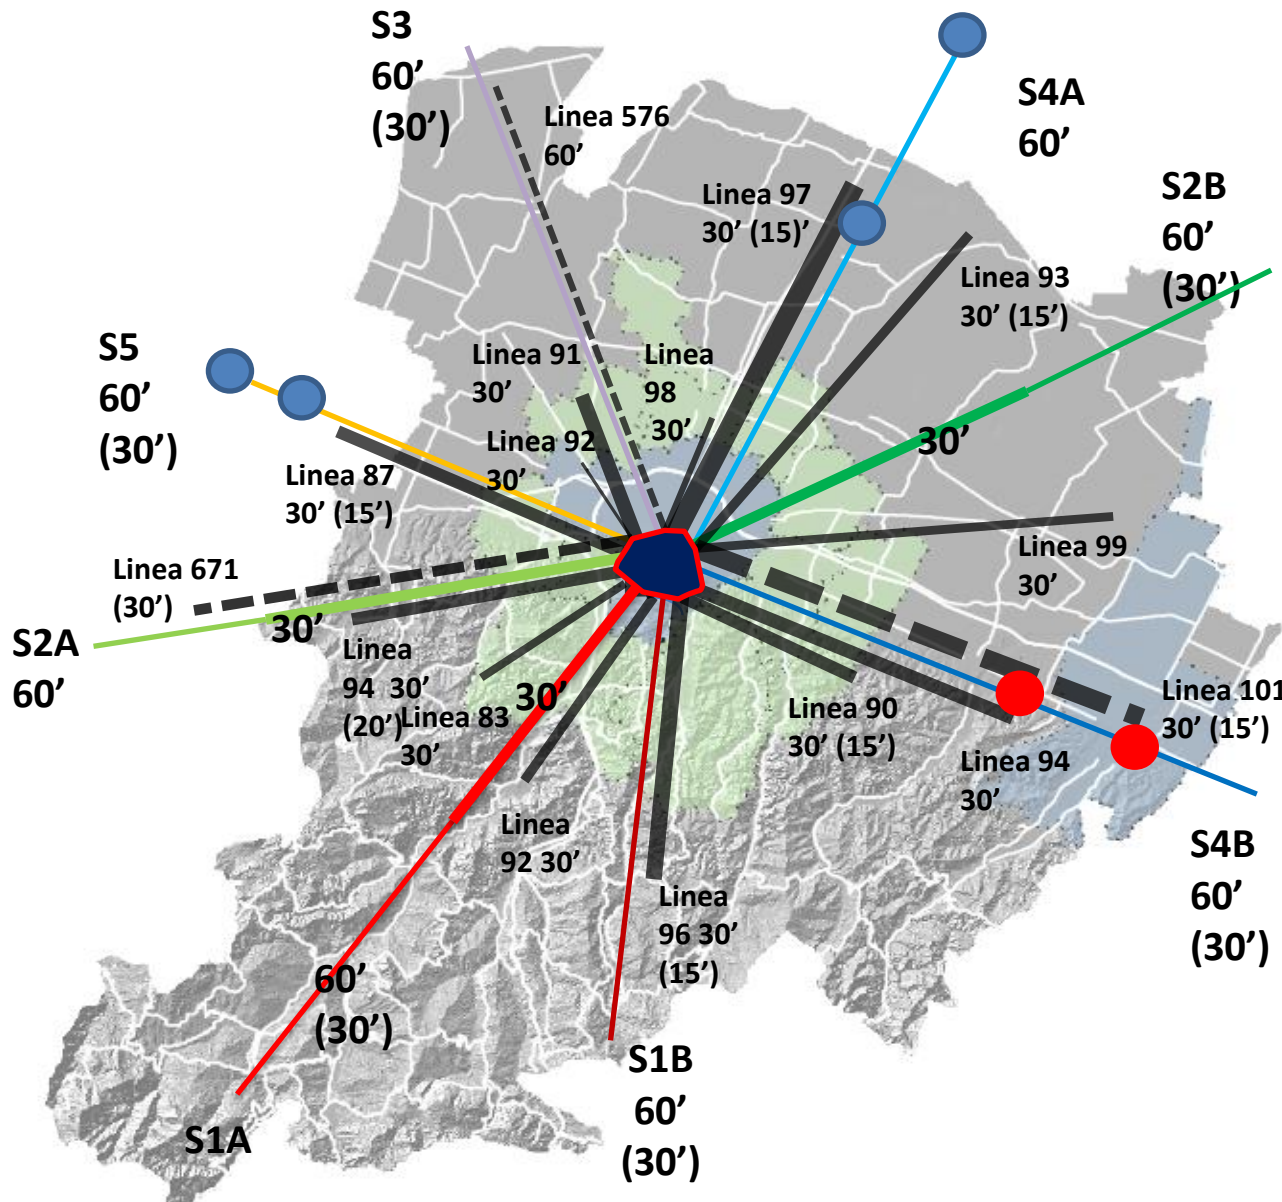 S3
60’
(30’)
Linea 576
60’
S4A
60’
Linea 97
30’ (15)’
S2B
60’
(30’)
Linea 93
30’ (15’)
S5
60’
(30’)
Linea 91
30’
Linea
98
30’
Linea 92
30’
30’
Linea 87
30’ (15’)
Linea 99
30’
Linea 671
(30’)
30’
S2A
60’
Linea
94 30’
(20’)
Linea 83
30’
30’
Linea 90
30’ (15’)
Linea 101
30’ (15’)
Linea 94
30’
Linea
92 30’
S4B
60’
(30’)
Linea
96 30’
(15’)
60’
(30’)
S1B
60’
(30’)
S1A